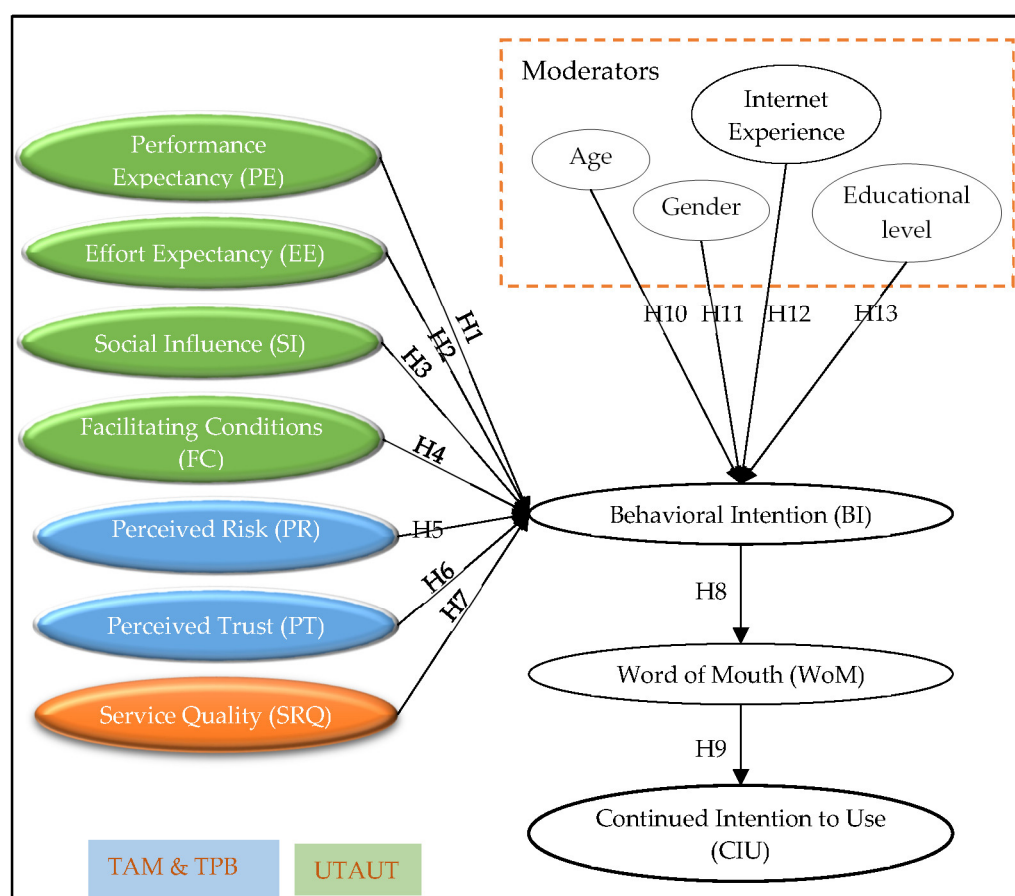 Performance
Expectancy (PE)
Effort Expectancy (EE)
Social Influence (SI)
Facilitating Conditions
(FC)
Perceived Risk (PR)
Perceived Trust (PT)
Service Quality (SRQ)
H1
H2
H3
H4
H5
H6
H7
Moderators
Age
Gender
Internet
Experience
Educational
level
H10
H11
H12
H13
Behavioral Intention (BI)
H8
Word of Mouth (WoM)
H9
Continued Intention to Use
(CIU)
TAM & TPB
UTAUT